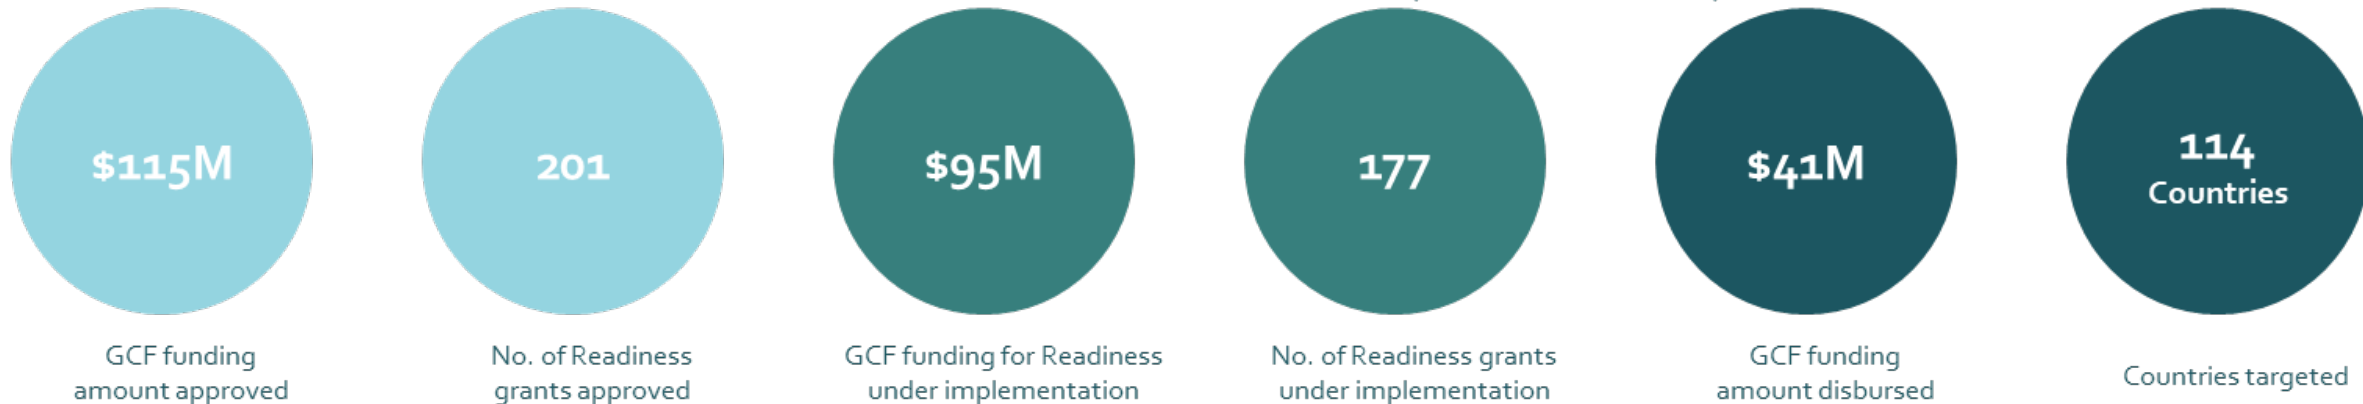 $115M
GCF funding
amount approved
201
No. of Readiness
grants approved
$95M
GCF funding for Readiness
under implementation
177
No. of Readiness grants
under implementation
$41M
GCF funding
amount disbursed
114
Countries
Countries targeted